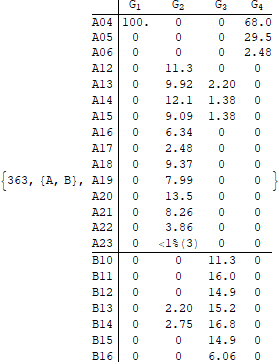 G₁ G₂ G₃ G₄
A04 100. 0 0 68.0
A05 0 0 0 29.5
A06 0 0 0 2.48
A12 0 11.3 0 0
A13 0 9.92 2.20 0
A14 0 12.1 1.38 0
A15 0 9.09 1.38 0
A16 0 6.34 0 0
A17 0 2.48 0 0
A18 0 9.37 0 0
{363, {A, B}, A19 0 7.99 0 0 }
A20 0 13.5 0 0
A21 0 8.26 0 0
A22 0 3.86 0 0
A23 0 <1%(3) 0 0
B10 0 0 11.3 0
B11 0 0 16.0 0
B12 0 0 14.9 0
B13 0 2.20 15.2 0
B14 0 2.75 16.8 0
B15 0 0 14.9 0
B16 0 0 6.06 0